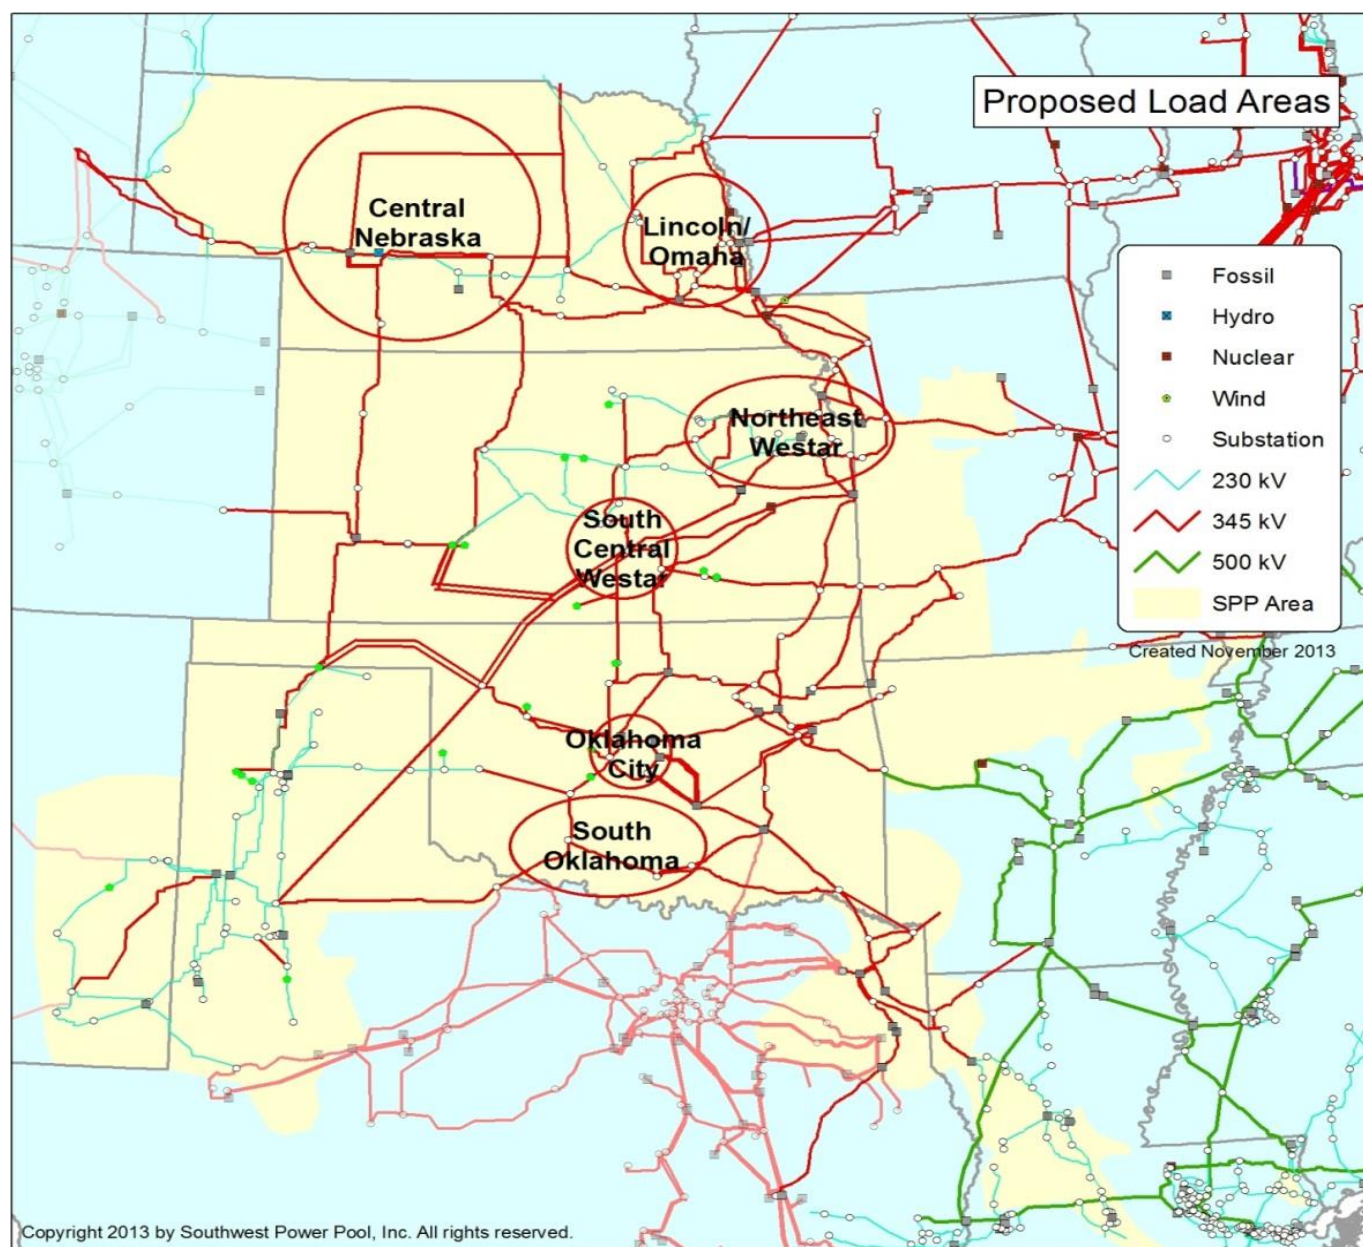 Proposed Load Areas
Central
Nebraska
Lincoln/
Omaha
Fossil
Hydro
Nuclear
Wind
Substation
230 kV
345 kV
500 kV
SPP Area
Created November 2013
Northeast
Westar
South
Central
Westar
Oklahoma
City
South
Oklahoma
Copyright 2013 by Southwest Power Pool, Inc. All rights reserved.